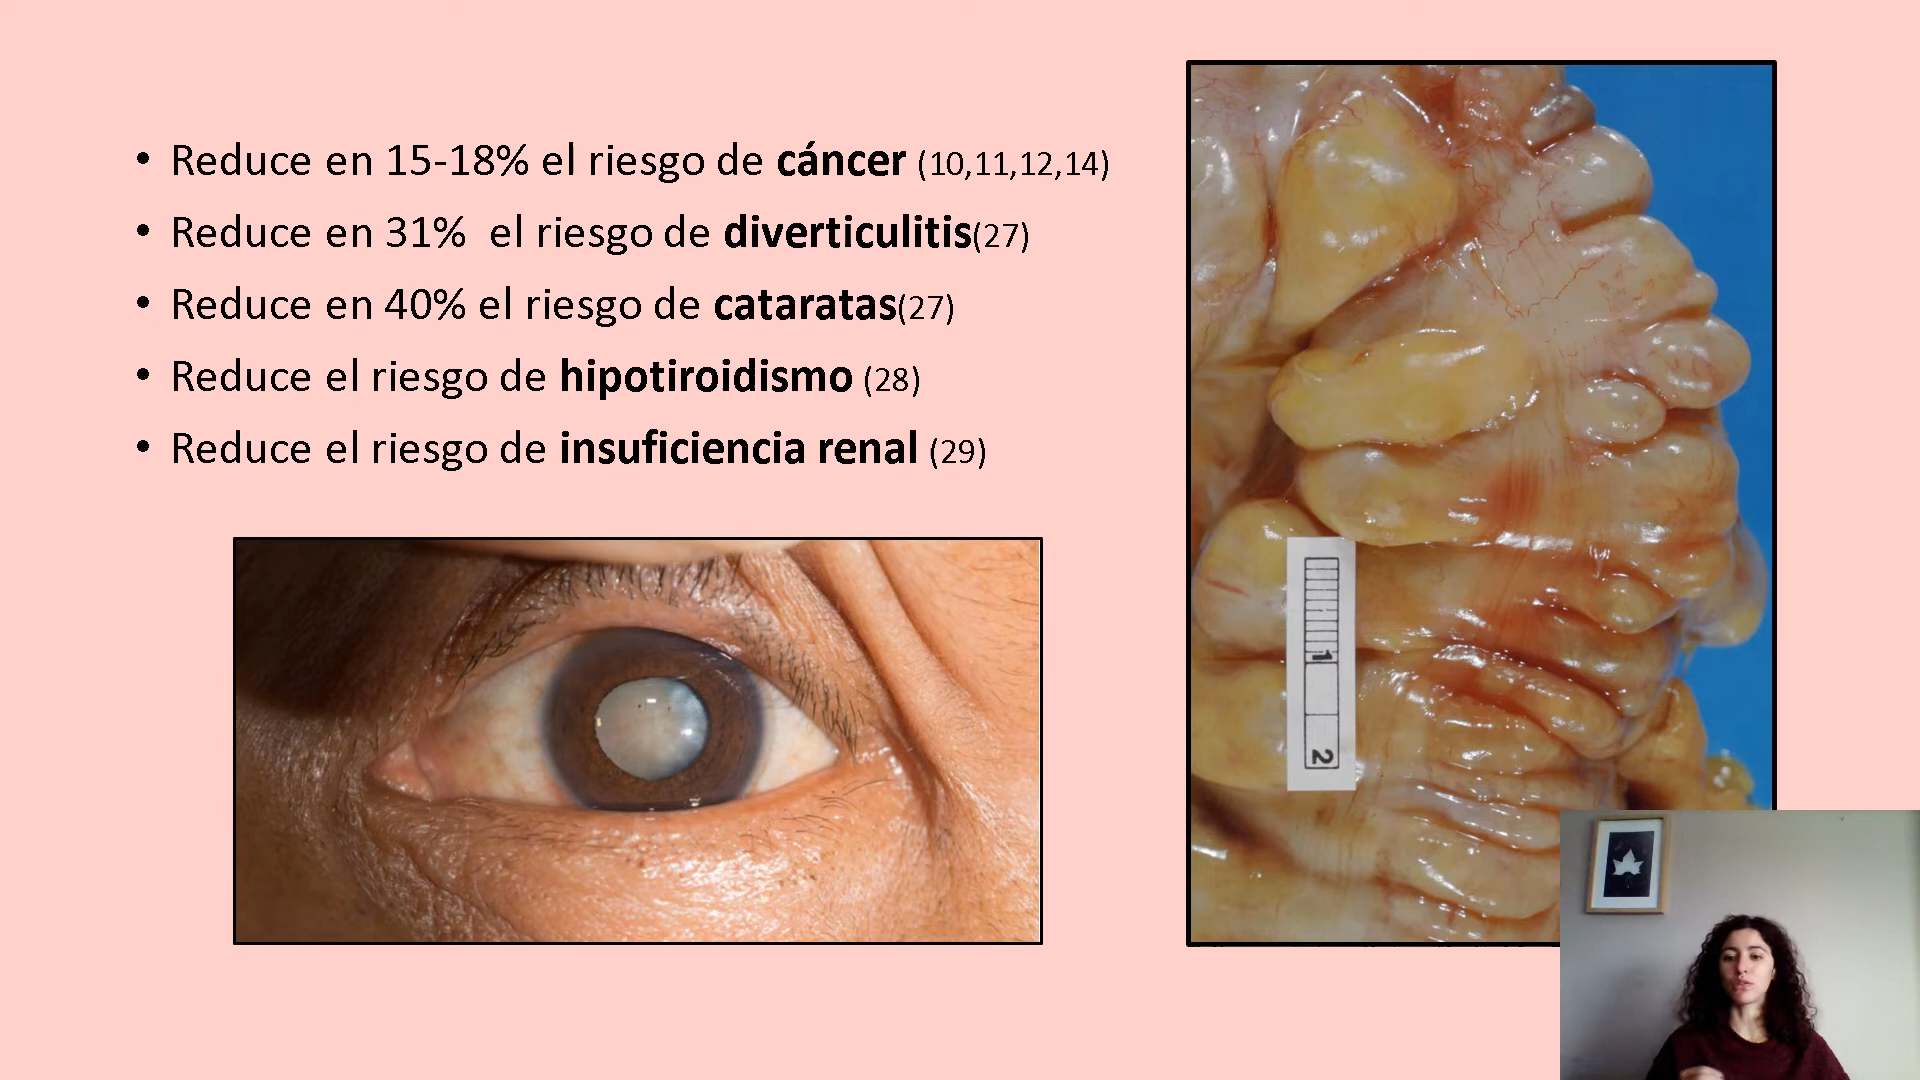 • Reduce en 15-18% el riesgo de cáncer (10,11,12,14)
• Reduce en 31% el riesgo de diverticulitis(27)
• Reduce en 40% el riesgo de cataratas(27)
• Reduce el riesgo de hipotiroidismo (28)
• Reduce el riesgo de insuficiencia renal (29)
1
2